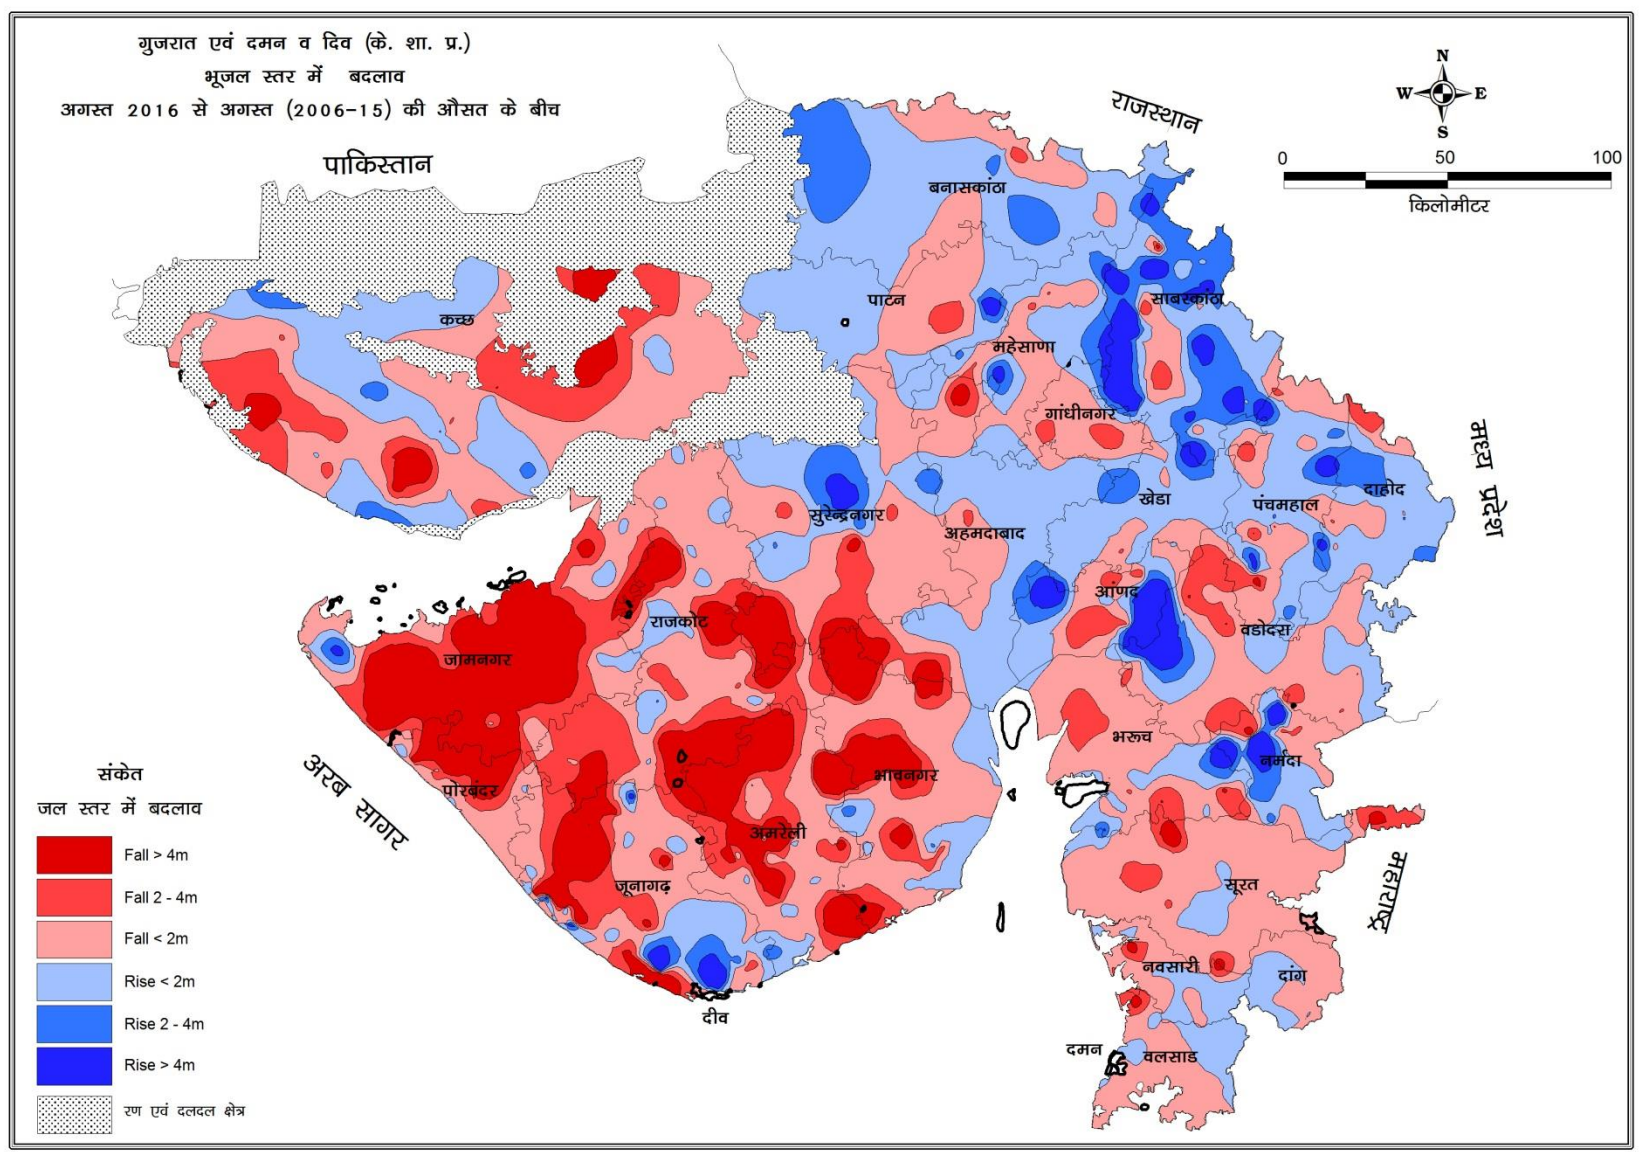 गुजरात एवं दमन व दिव (के. शा. प्र.)
भूजल स्तर में बदलाव
अगस्त 2016 से अगस्त (2006-15) की औसत के बीच
N
W E
S
0 50 100
किलोमीटर
राजस्थान
पाकिस्तान
बनासकांठा
पाटन
साबरकांठा
कच्छ
महेसाणा
गांधीनगर
मध्य प्रदेश
दाहोद
खेडा
पंचमहाल
सुरेन्द्रनगर
अहमदाबाद
आंणद
राजकोट
वडोदरा
जामनगर
भरूच
नर्मदा
अरब सागर
पोरबंदर
भावनगर
अमरेली
महाराष्ट्र
जूनागढ़
सूरत
नवसारी
दांग
दीव
दमन
वलसाड
संकेत
जल स्तर में बदलाव
Fall > 4m
Fall 2 - 4m
Fall < 2m
Rise < 2m
Rise 2 - 4m
Rise > 4m
रण एवं दलदल क्षेत्र